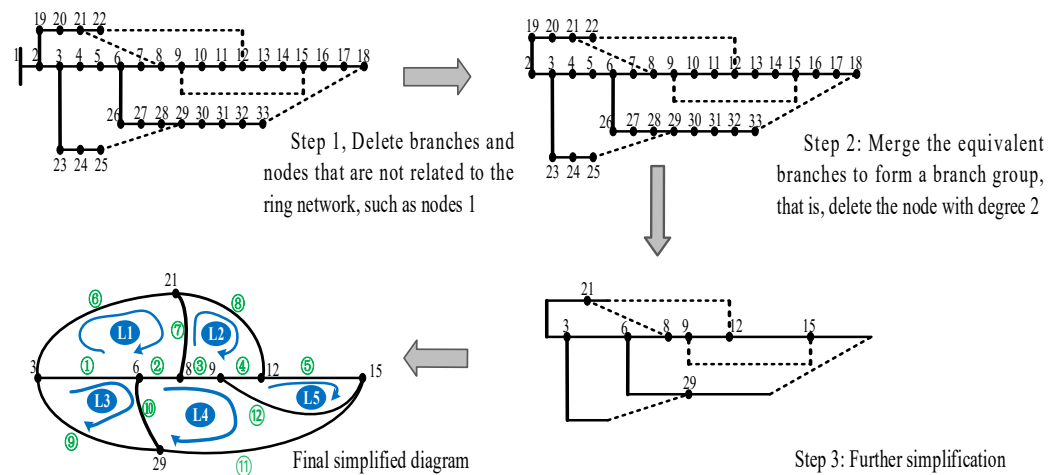 19 20 21 22
1 2 3 4 5 6 7 8 9 10 11 12 13 14 15 16 17 18
26 27 28 29 30 31 32 33
23 24 25
Step 1, Delete branches and
nodes that are not related to the
ring network, such as nodes 1
19 20 21 22
2 3 4 5 6 7 8 9 10 11 12 13 14 15 16 17 18
26 27 28 29 30 31 32 33
23 24 25
Step 2: Merge the equivalent
branches to form a branch group,
that is, delete the node with degree 2
21
3 6 8 9 12 15
29
Step 3: Further simplification
21
⑥ ⑧
L1 ⑦ L2
① ② ③ ④ ⑤
3 6 8 9 12 15
L3 ⑩ L4 ⑫ L5
⑨ ⑪
29
Final simplified diagram